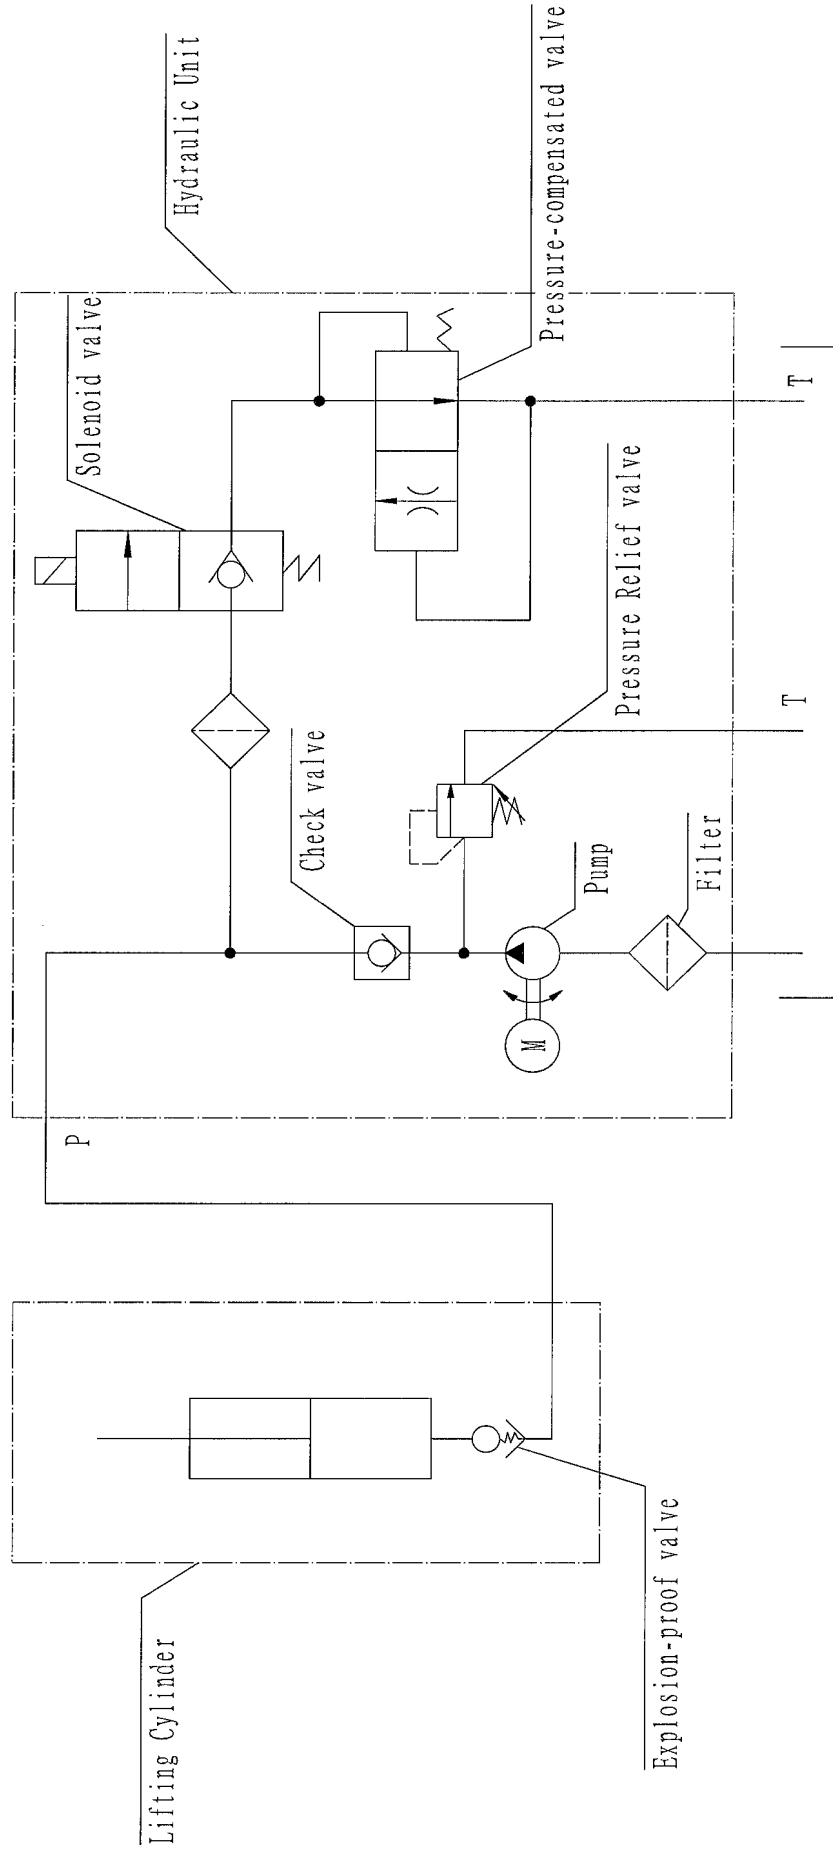 Lifting Cylinder
Explosion-proof valve
P
M
Pump
Filter
Check valve
Pressure Relief valve
T
Solenoid valve
T
Hydraulic Unit
Pressure-compensated valve